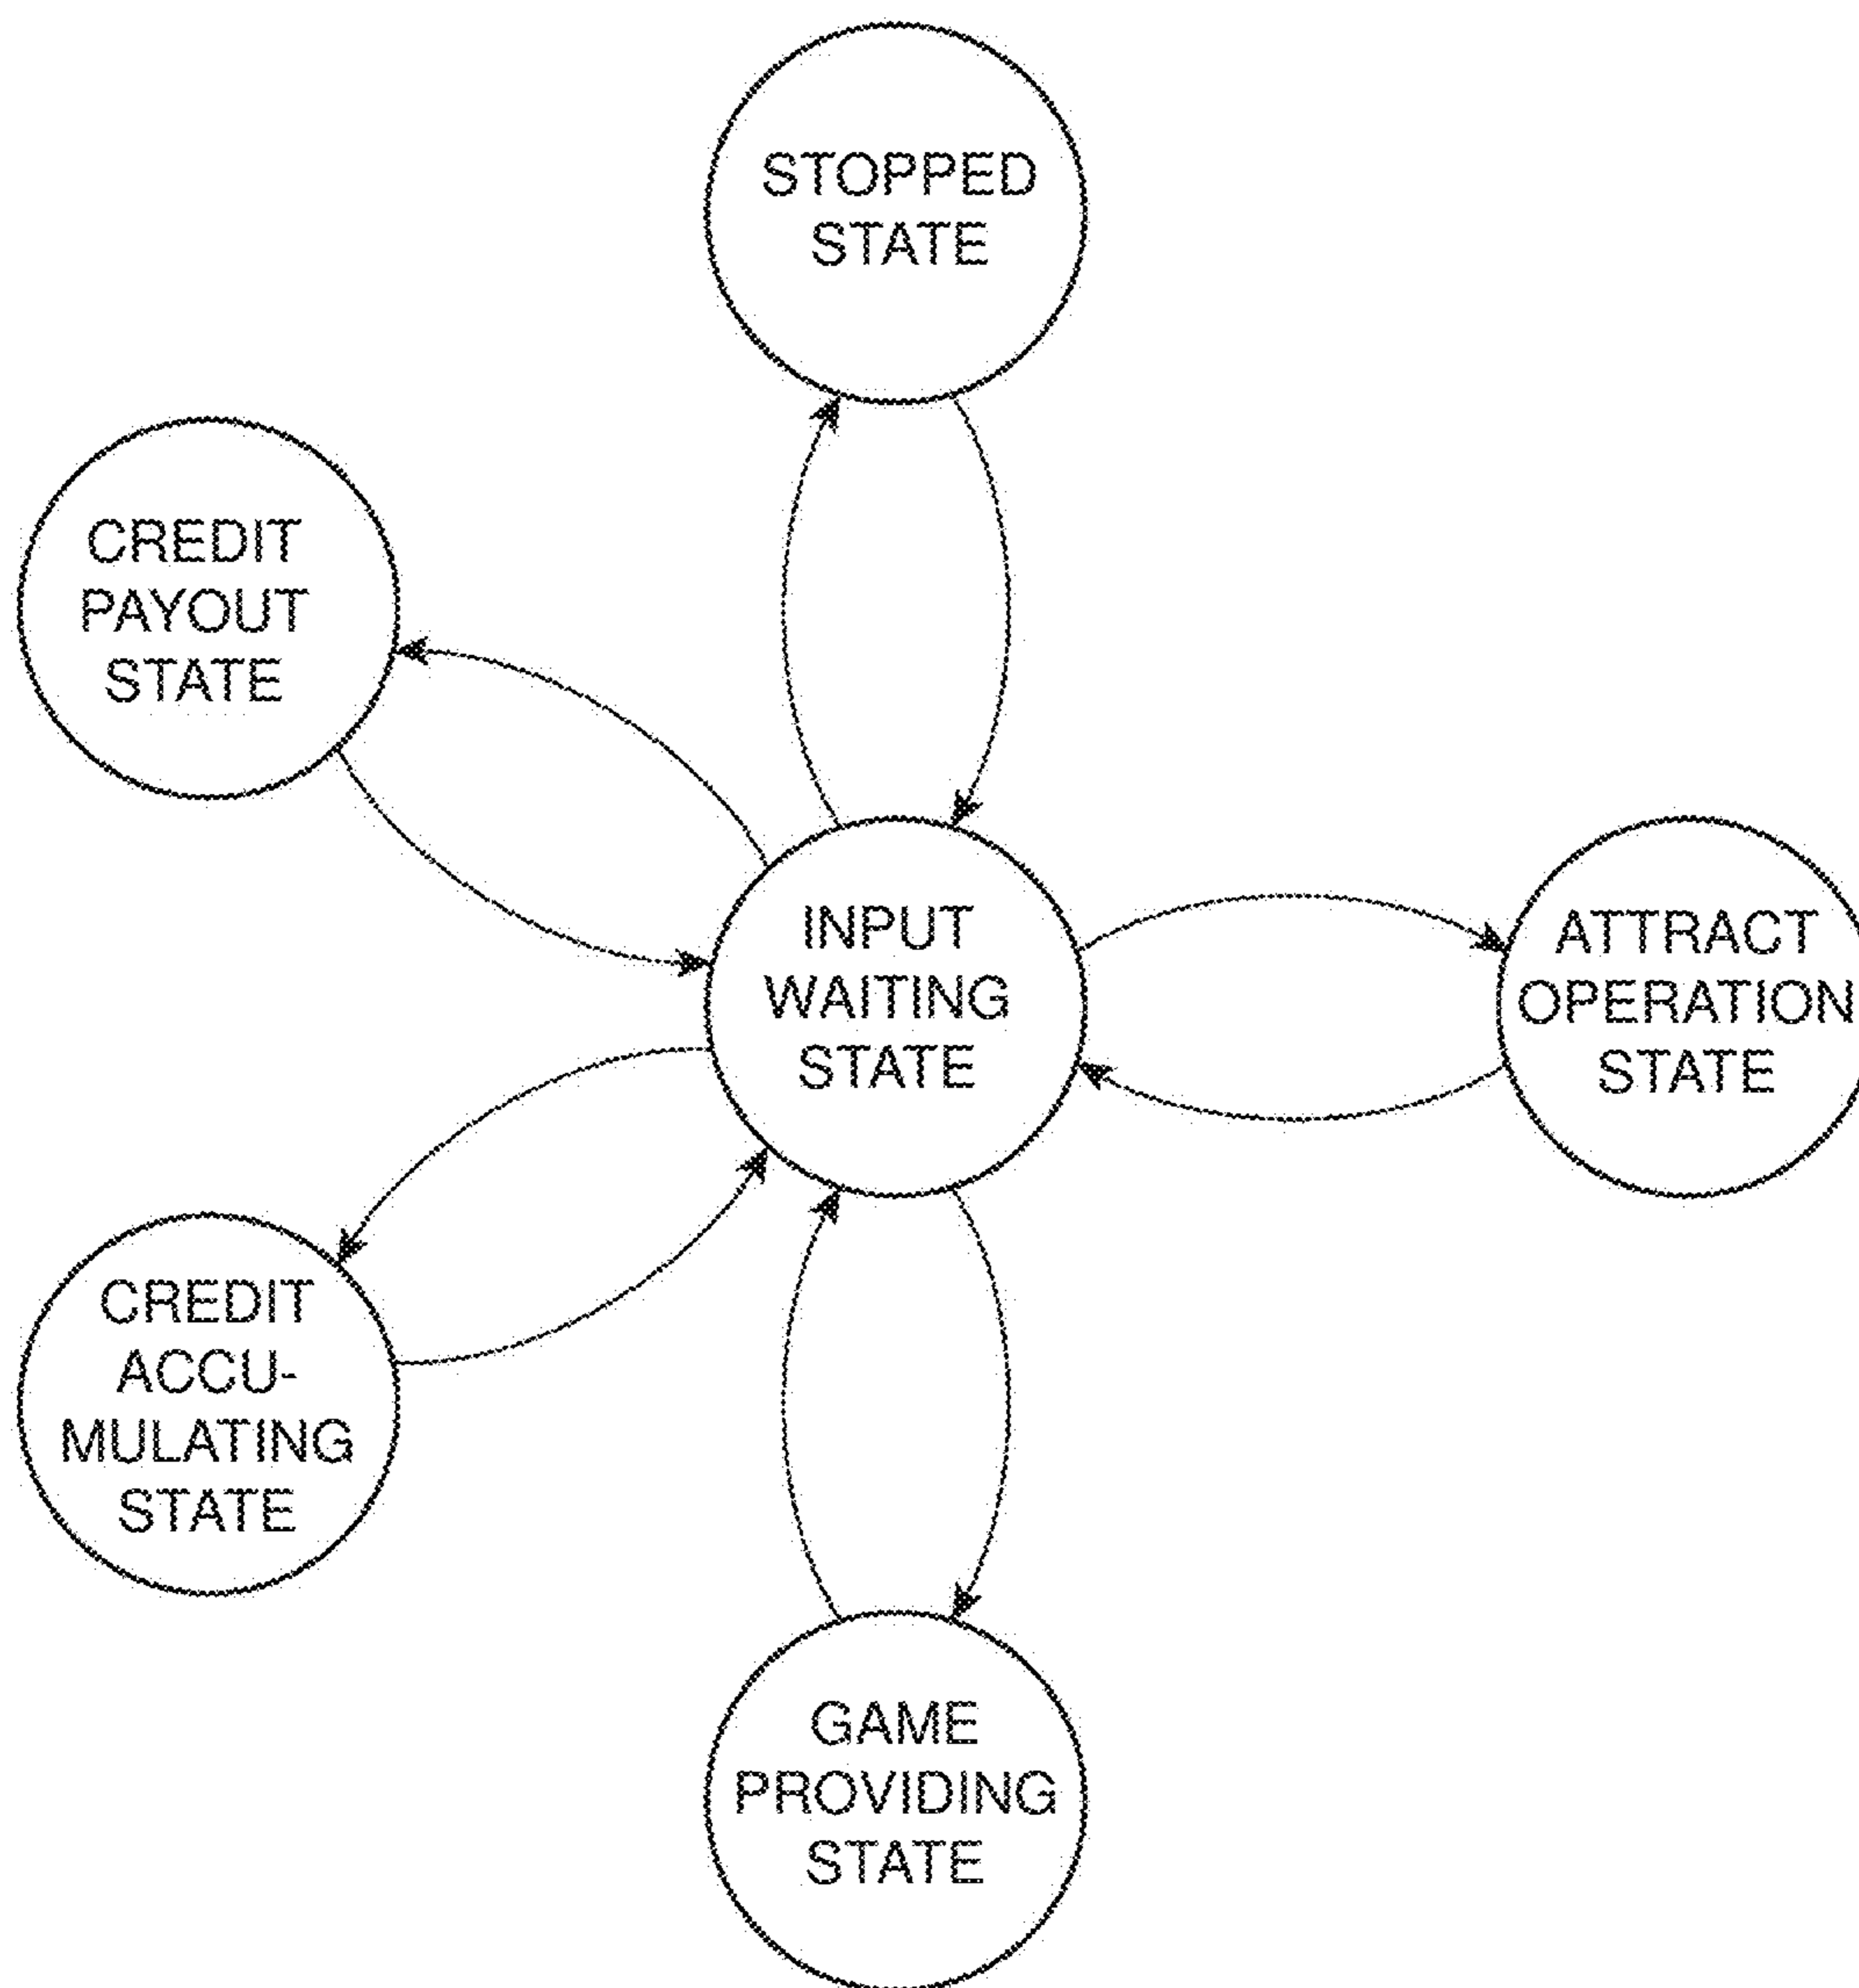 STOPPED
STATE
CREDIT
PAYOUT
STATE
INPUT
WAITING
STATE
ATTRACT
OPERATION
STATE
CREDIT
ACCU-
MULATING
STATE
GAME
PROVIDING
STATE